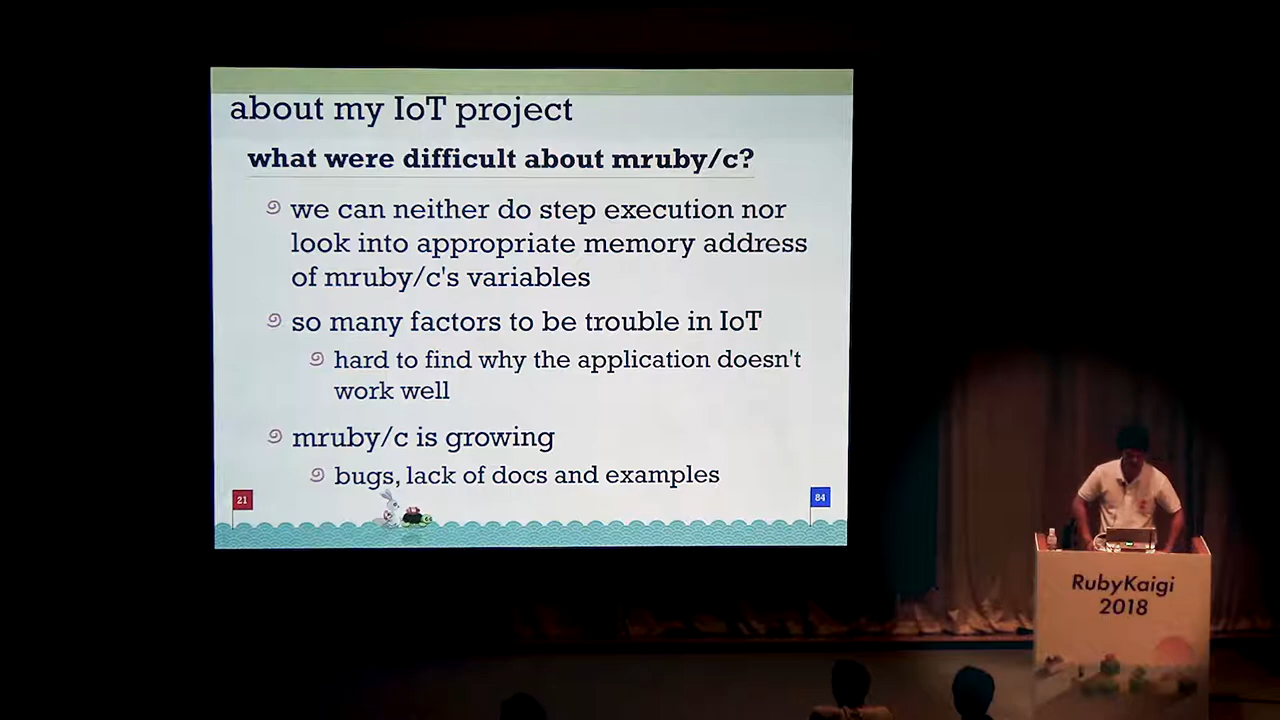 about my IoT project
what were difficult about mruby/c?
we can neither do step execution nor
look into appropriate memory address
of mruby/c's variables
so many factors to be trouble in IoT
hard to find why the application doesn't
work well
mruby/c is growing
bugs, lack of docs and examples
21
84
RubyKaigi
2018